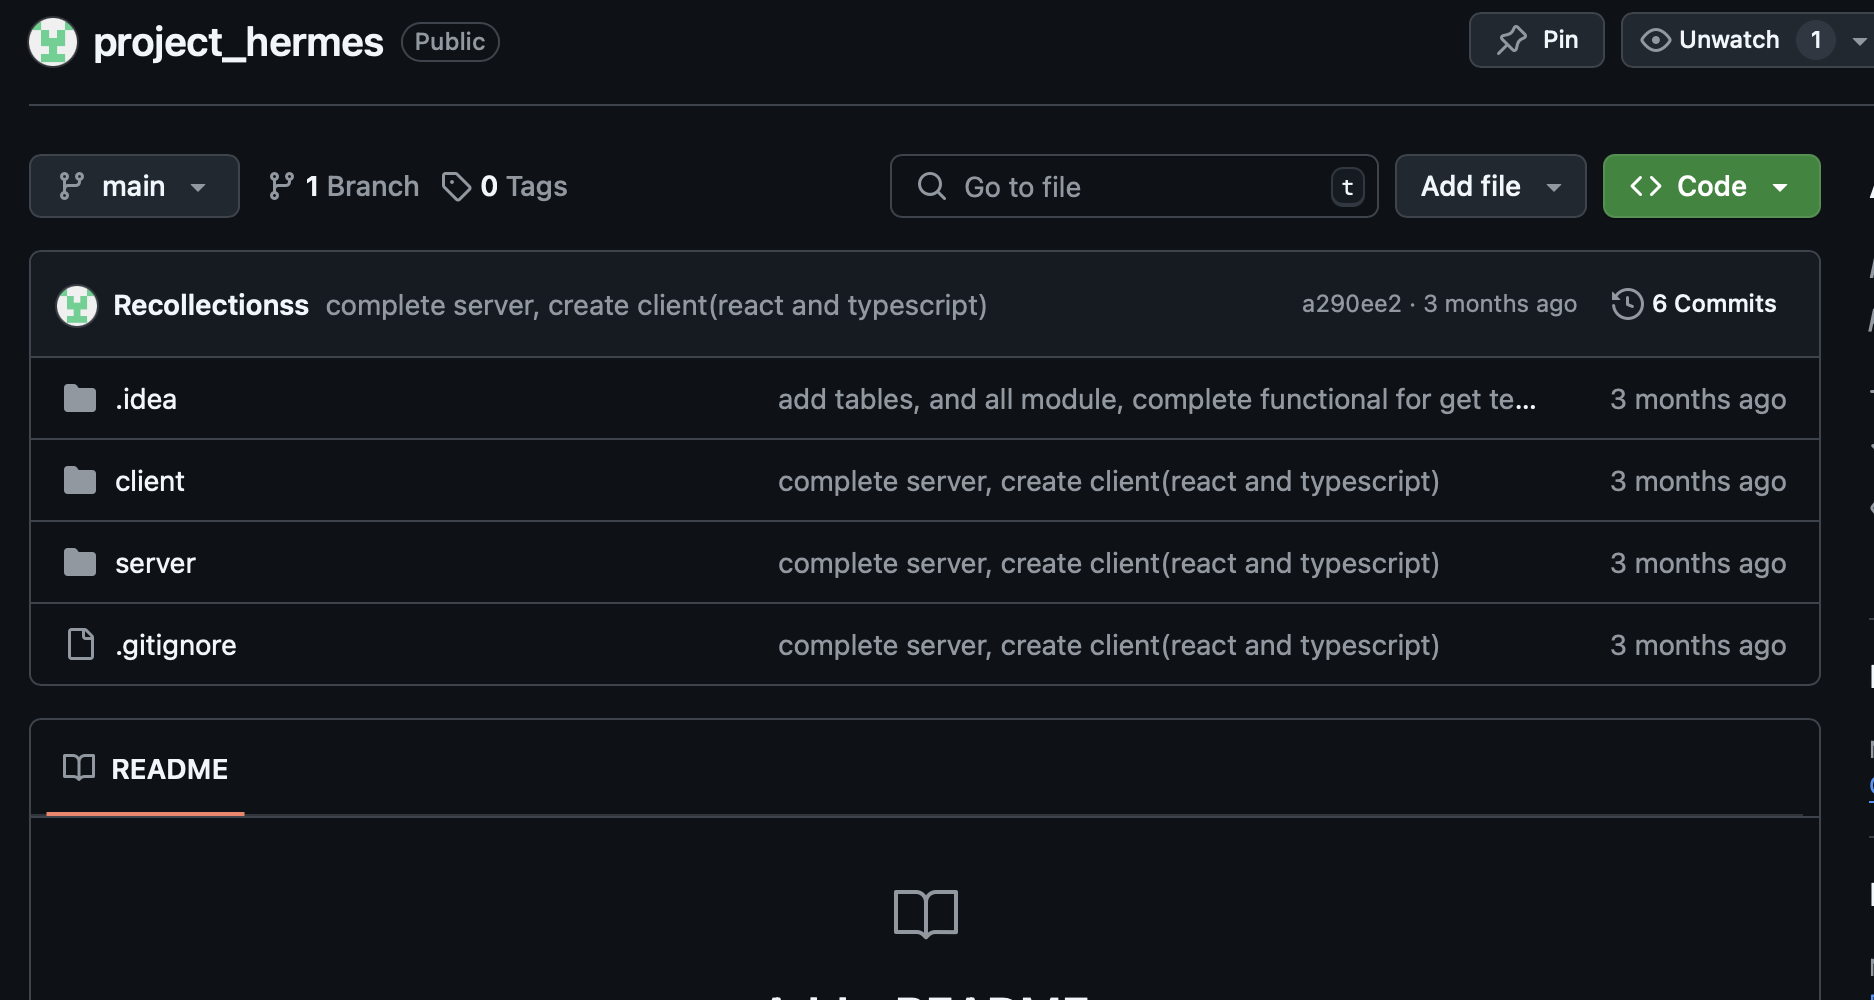 project_hermes Public Pin Unwatch 1
main 1 Branch 0 Tags Go to file t Add file Code
Recollectionss complete server, create client(react and typescript) a290ee2 · 3 months ago 6 Commits
.idea add tables, and all module, complete functional for get te... 3 months ago
client complete server, create client(react and typescript) 3 months ago
server complete server, create client(react and typescript) 3 months ago
.gitignore complete server, create client(react and typescript) 3 months ago
README